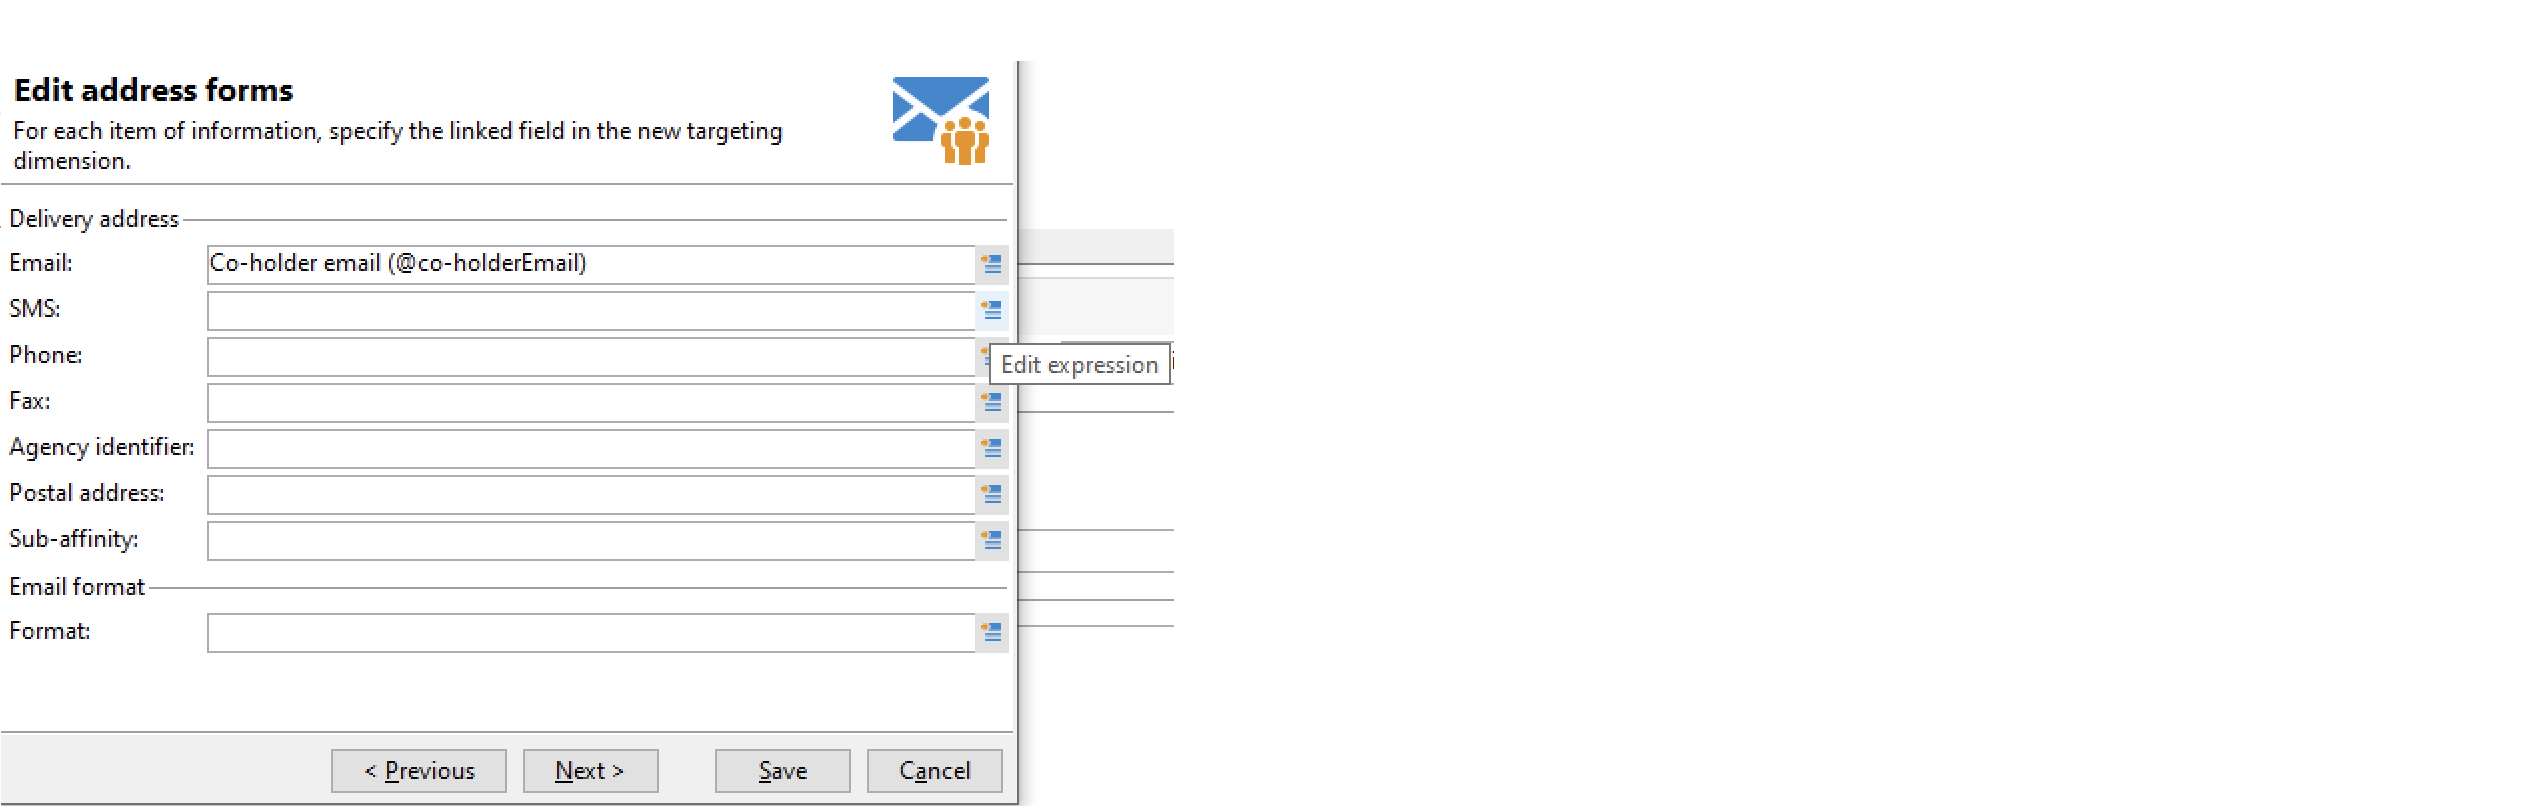 Edit address forms
For each item of information, specify the linked field in the new targeting
dimension.
Delivery address
Email: Co-holder email (@co-holderEmail)
SMS:
Phone:
Edit expression
Fax:
Agency identifier:
Postal address:
Sub-affinity:
Email format
Format:
< Previous Next > Save Cancel